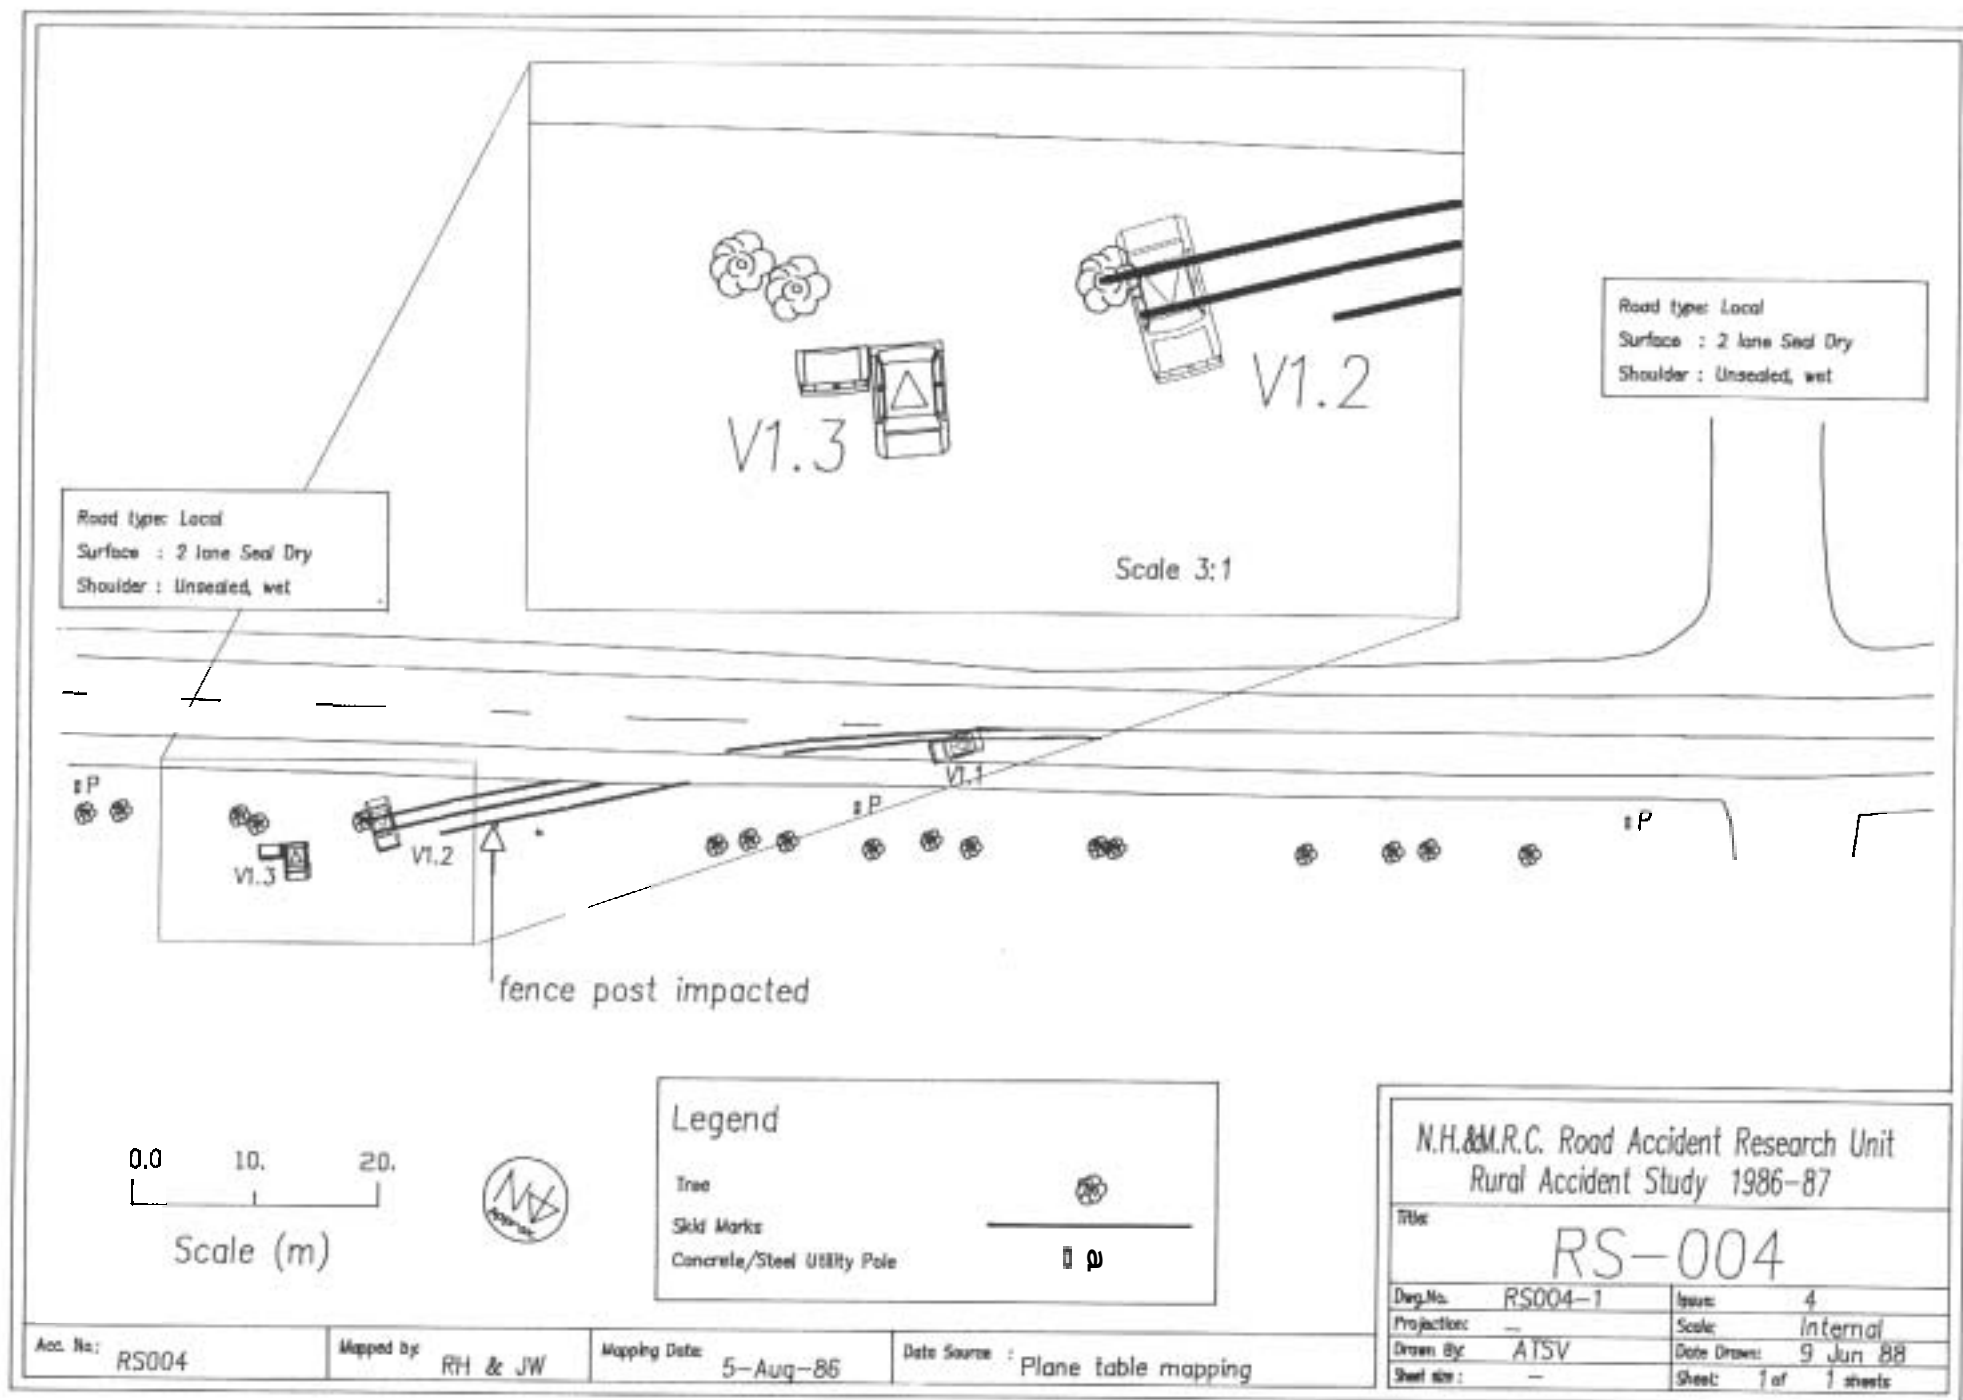 V1.3
V1.2
Scale 3:1
Road type: Local
Surface : 2 lane Seal Dry
Shoulder : Unsealed, wet
Road type: Local
Surface : 2 lane Seal Dry
Shoulder : Unsealed, wet
P
V1.1
P
P
V1.2
V1.3
fence post impacted
0.0 10. 20.
Scale (m)
Approx
Legend
Tree
Skid Marks
Concrete/Steel Utility Pole
N.H.&M.R.C. Road Accident Research Unit
Rural Accident Study 1986-87
Title:
RS-004
Dwg.No. RS004-1 Issue: 4
Projection: — Scale: Internal
Drawn By: ATSV Date Drawn: 9 Jun 88
Sheet size : — Sheet: 1 of 1 sheets
Acc. No.: RS004 Mapped by: RH & JW Mapping Date: 5-Aug-86 Data Source : Plane table mapping